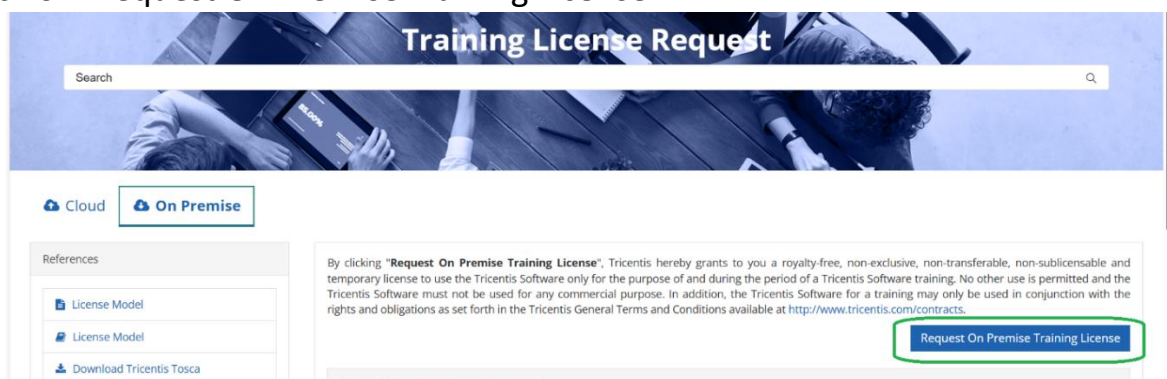 Training License Request
Search
85.00%
Cloud
On Premise
References
License Model
License Model
Download Tricentis Tosca
By clicking "Request On Premise Training License", Tricentis hereby grants to you a royalty-free, non-exclusive, non-transferable, non-sublicensable and
temporary license to use the Tricentis Software only for the purpose of and during the period of a Tricentis Software training. No other use is permitted and the
Tricentis Software must not be used for any commercial purpose. In addition, the Tricentis Software for a training may only be used in conjunction with the
rights and obligations as set forth in the Tricentis General Terms and Conditions available at http://www.tricentis.com/contracts.
Request On Premise Training License